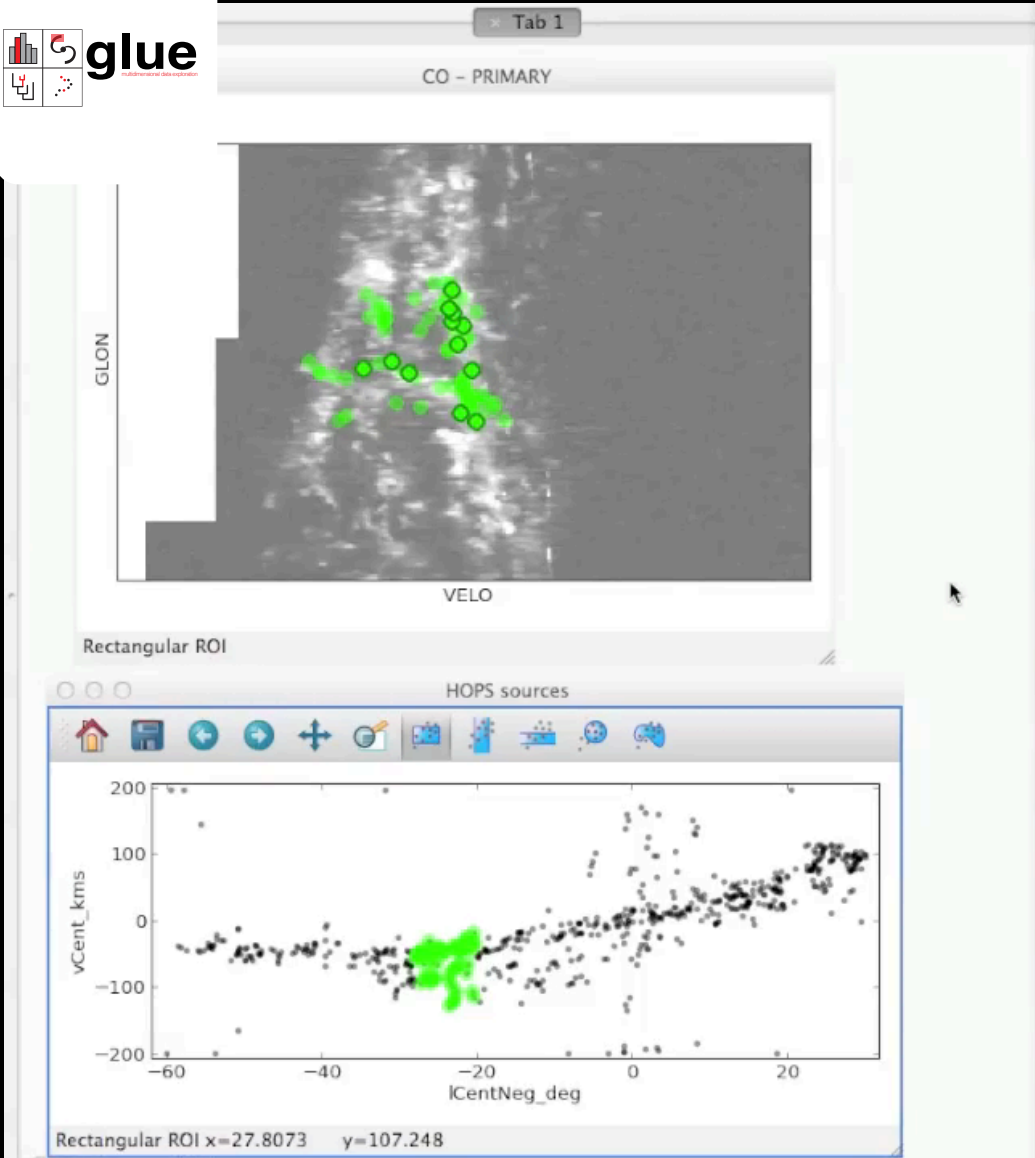 × Tab 1
glue
multidimensional data exploration
CO – PRIMARY
GLON
VELO
Rectangular ROI
HOPS sources
200
100
0
−100
−200
vCent_kms
−60 −40 −20 0 20
lCentNeg_deg
Rectangular ROI x=27.8073 y=107.248